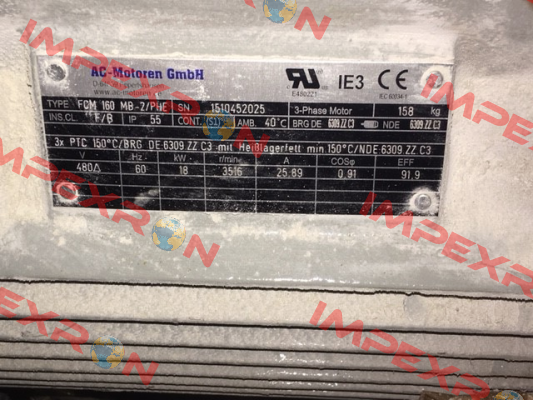 AC-Motoren GmbH
IE3 CE
TYPE FCM 160 MB-2/PHE SN 1510452025 3-Phase Motor 158 kg
INS.CL F/B IP 55 CONT. (S1) AMB. 40°C BRG DE 6309 ZZ C3 NDE 6309 ZZ C3
3x PTC 150°C/BRG DE 6309 ZZ C3 mit Heißlagerfett min 150°C/NDE 6309 ZZ C3
V Hz kW r/min A COSφ EFF
480Δ 60 18 3516 25.89 0,91 91,9
IMPEXRON
IMPEXRON
IMPEXRON
IMPEXRON